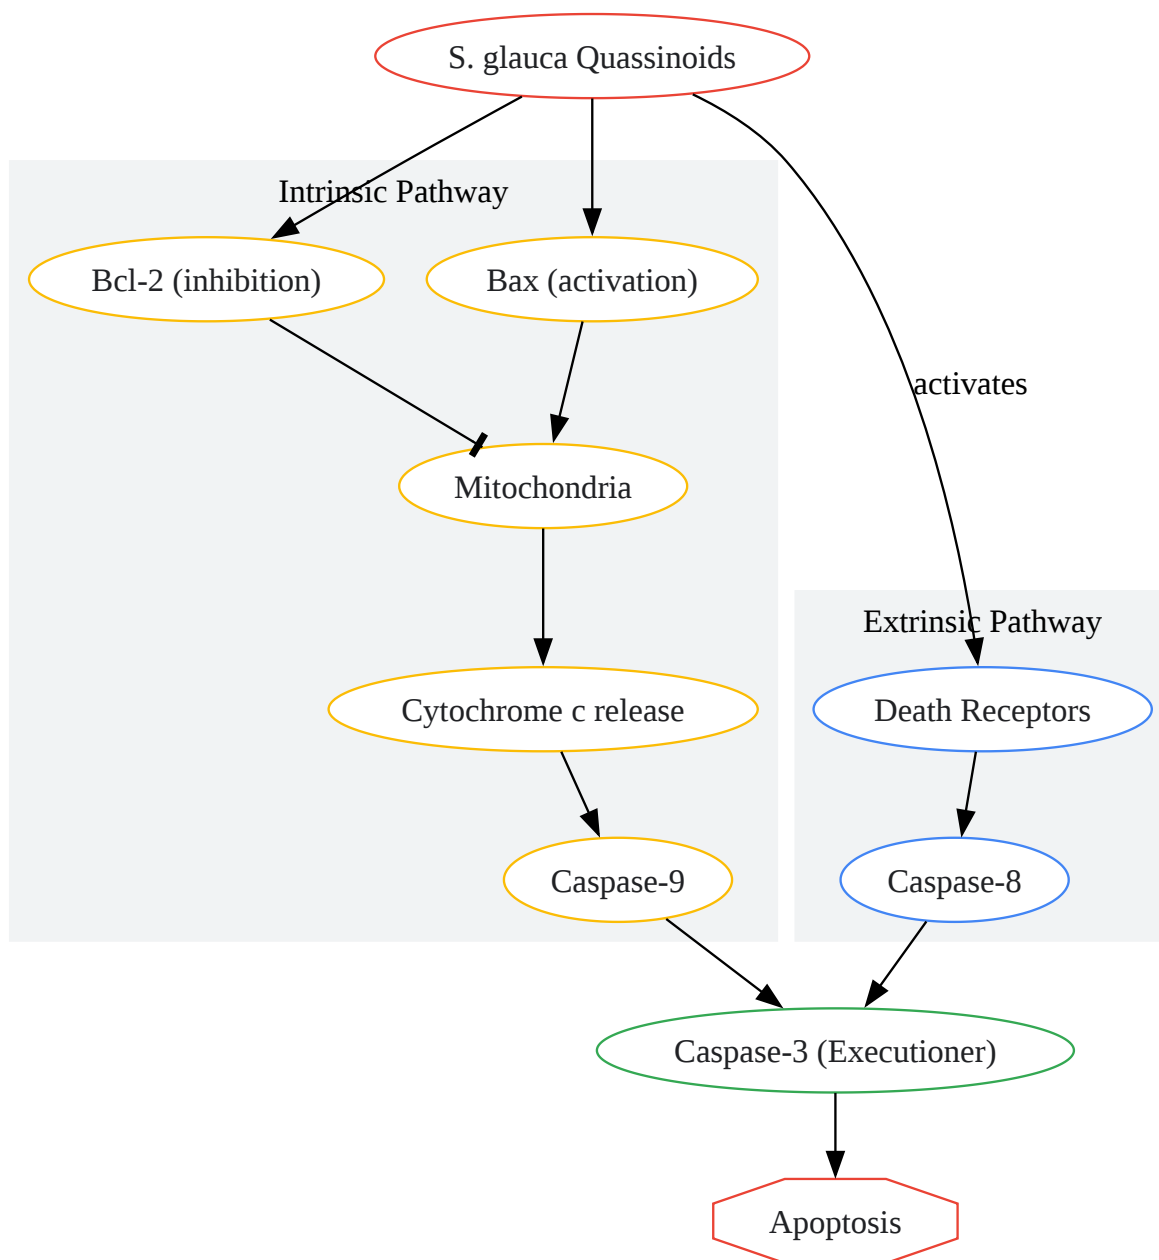 S. glauca Quassinoids
Intrinsic Pathway
Bcl-2 (inhibition)
Bax (activation)
activates
Mitochondria
Extrinsic Pathway
Cytochrome c release
Death Receptors
Caspase-9
Caspase-8
Caspase-3 (Executioner)
Apoptosis